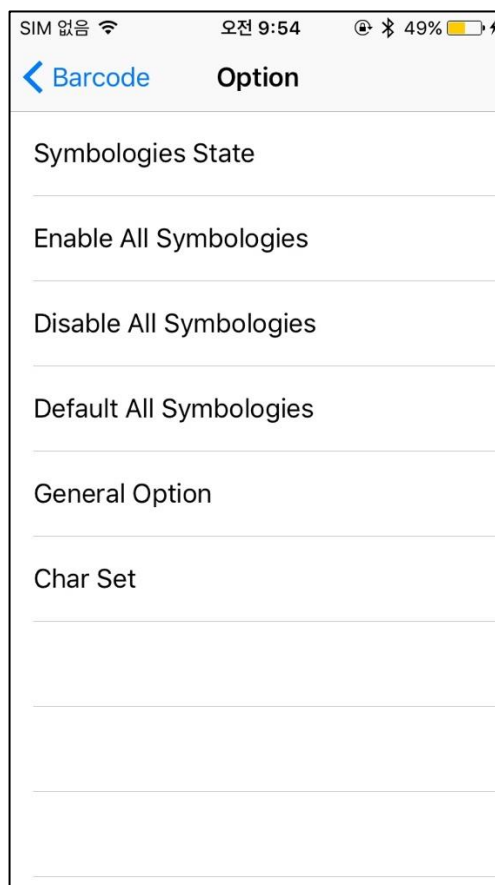 SIM 없음 오전 9:54 49%
Barcode Option
Symbologies State
Enable All Symbologies
Disable All Symbologies
Default All Symbologies
General Option
Char Set